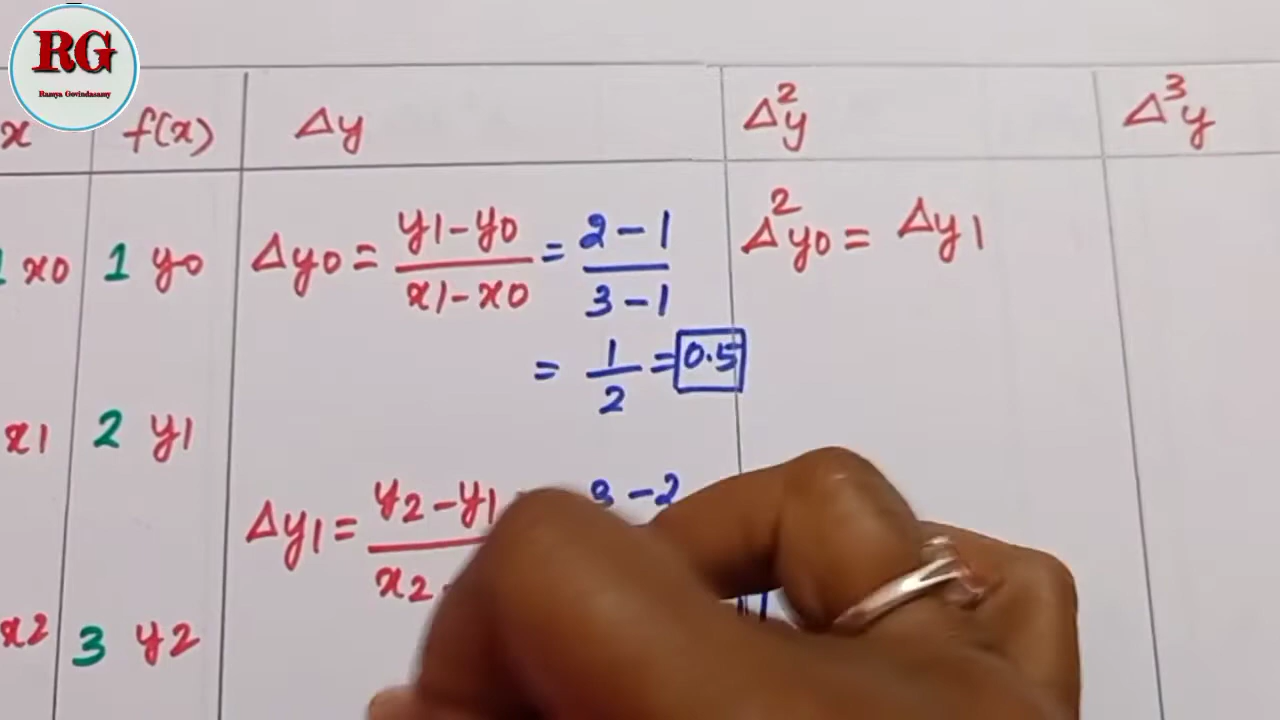 RG
Ramya Govindasamy
x f(x) Δy Δ²y Δ³y
1 x0 1 y0 Δy0 = (y1-y0)/(x1-x0) = (2-1)/(3-1) Δ²y0 = Δy1
= 1/2 = 0.5
x1 2 y1
Δy1 = (y2-y1)/(x2- -2
x2 3 y2